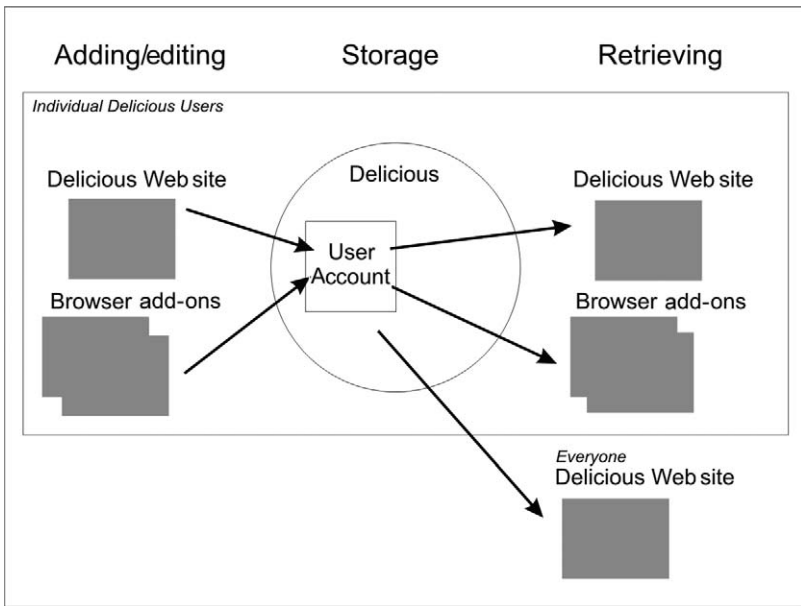 Adding/editing
Storage
Retrieving
Individual Delicious Users
Delicious Web site
Browser add-ons
Delicious
User
Account
Delicious Web site
Browser add-ons
Everyone
Delicious Web site